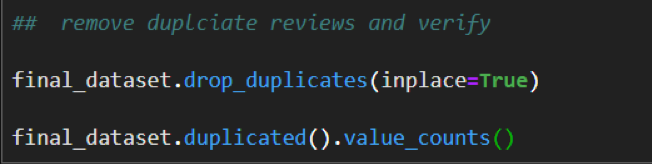 ##  remove duplciate reviews and verify
final_dataset.drop_duplicates(inplace=True)
final_dataset.duplicated().value_counts()